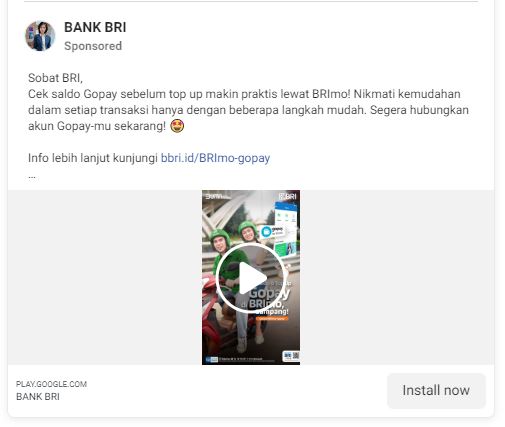 BANK BRI
Sponsored
Sobat BRI,
Cek saldo Gopay sebelum top up makin praktis lewat BRImo! Nikmati kemudahan
dalam setiap transaksi hanya dengan beberapa langkah mudah. Segera hubungkan
akun Gopay-mu sekarang! 🤩
Info lebih lanjut kunjungi bbri.id/BRImo-gopay
...
BUMN
BRI
Gopay
di BRImo,
Gampang!
PLAY.GOOGLE.COM
BANK BRI
Install now